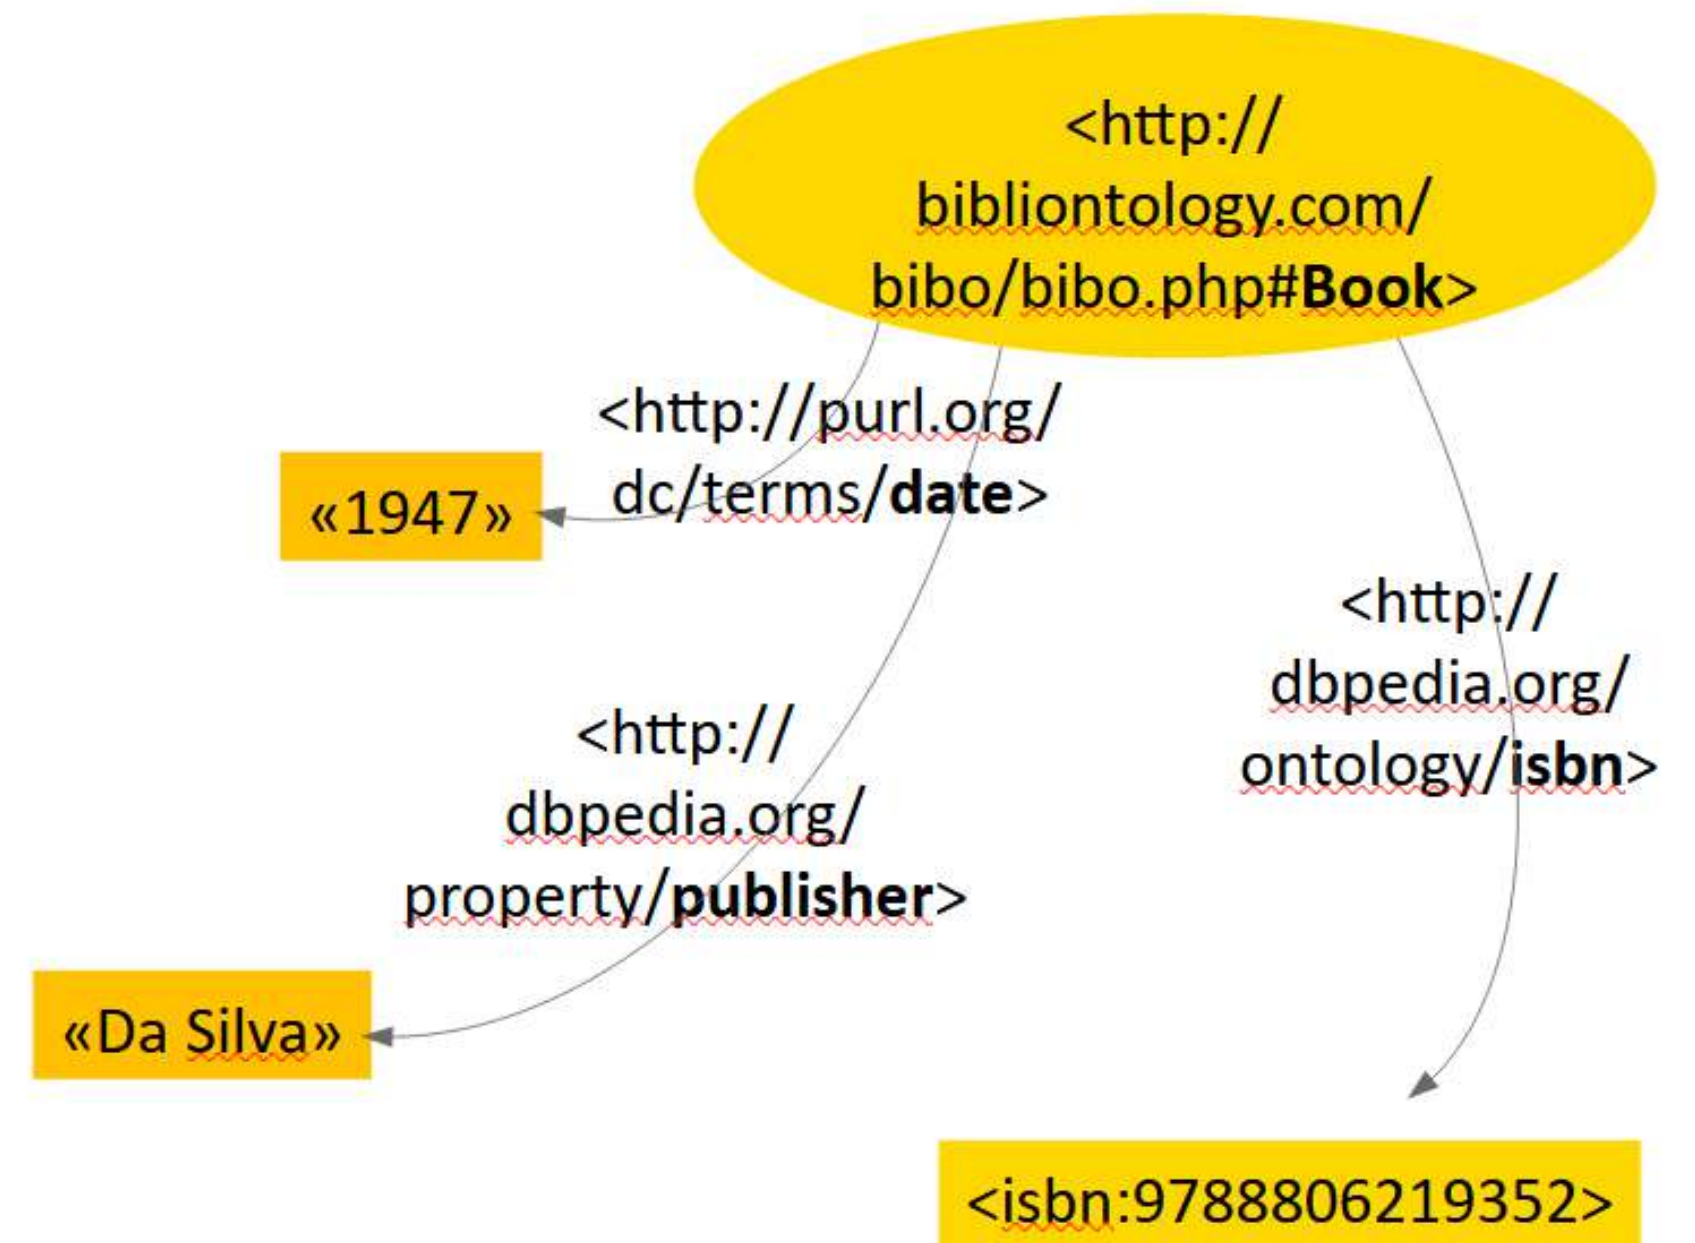 <http://
bibliontology.com/
bibo/bibo.php#Book>
<http://purl.org/
dc/terms/date>
«1947»
<http://
dbpedia.org/
ontology/isbn>
<http://
dbpedia.org/
property/publisher>
«Da Silva»
<isbn:9788806219352>